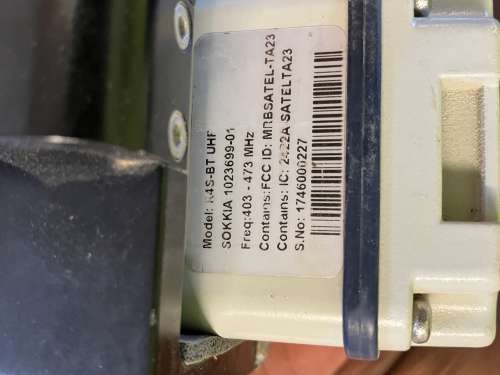 Model: R4S-BT UHF
SOKKIA 1023699-01
Freq:403 - 473 MHz
Contains:FCC ID: MRBSATEL-TA23
Contains: IC: 2422A-SATELTA23
S.No: 1746000227